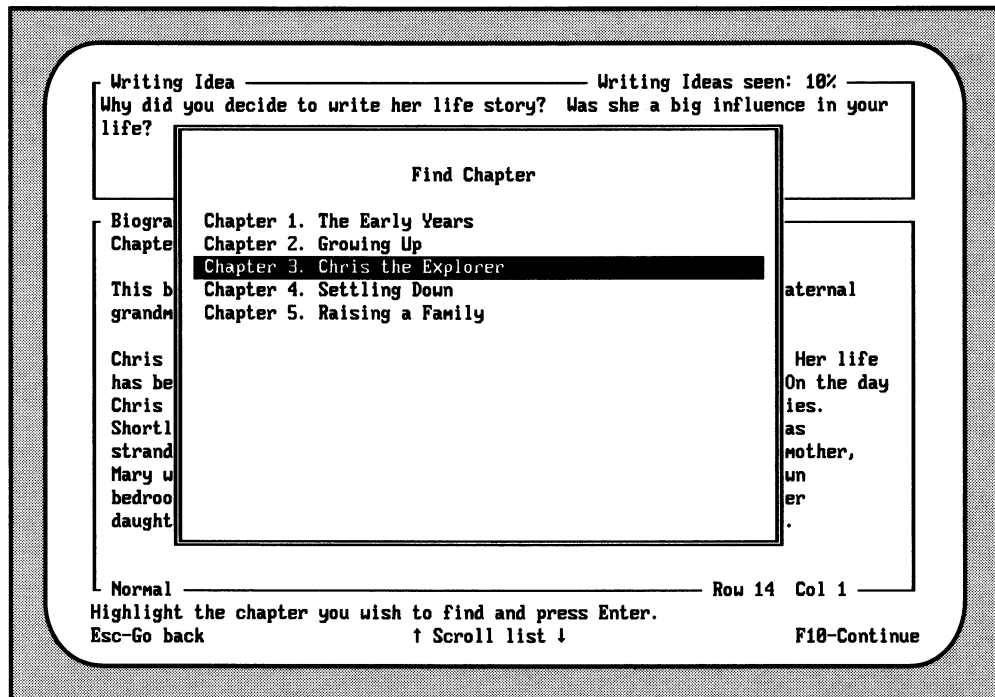 Writing Idea Writing Ideas seen: 10%
Why did you decide to write her life story? Was she a big influence in your
life?
Find Chapter
Chapter 1. The Early Years
Chapter 2. Growing Up
Chapter 3. Chris the Explorer
Chapter 4. Settling Down
Chapter 5. Raising a Family
Biogra
Chapte
This b aternal
grandm
Chris Her life
has be On the day
Chris ies.
Shortl as
strand mother,
Mary w wn
bedroo er
daught .
Normal Row 14 Col 1
Highlight the chapter you wish to find and press Enter.
Esc-Go back ↑ Scroll list ↓ F10-Continue